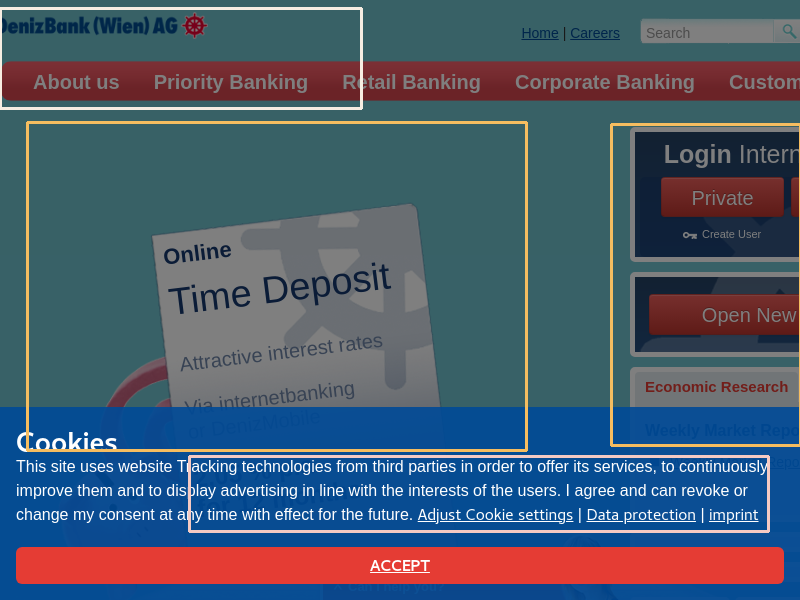 DenizBank (Wien) AG
Home | Careers
Search
About us Priority Banking Retail Banking Corporate Banking Custom
Login Intern
Private
Create User
Online
Time Deposit
Attractive interest rates
Via internetbanking
or DenizMobile
Open New
Economic Research
Weekly Market Repo
Cookies
This site uses website Tracking technologies from third parties in order to offer its services, to continuously
improve them and to display advertising in line with the interests of the users. I agree and can revoke or
change my consent at any time with effect for the future. Adjust Cookie settings | Data protection | imprint
ACCEPT